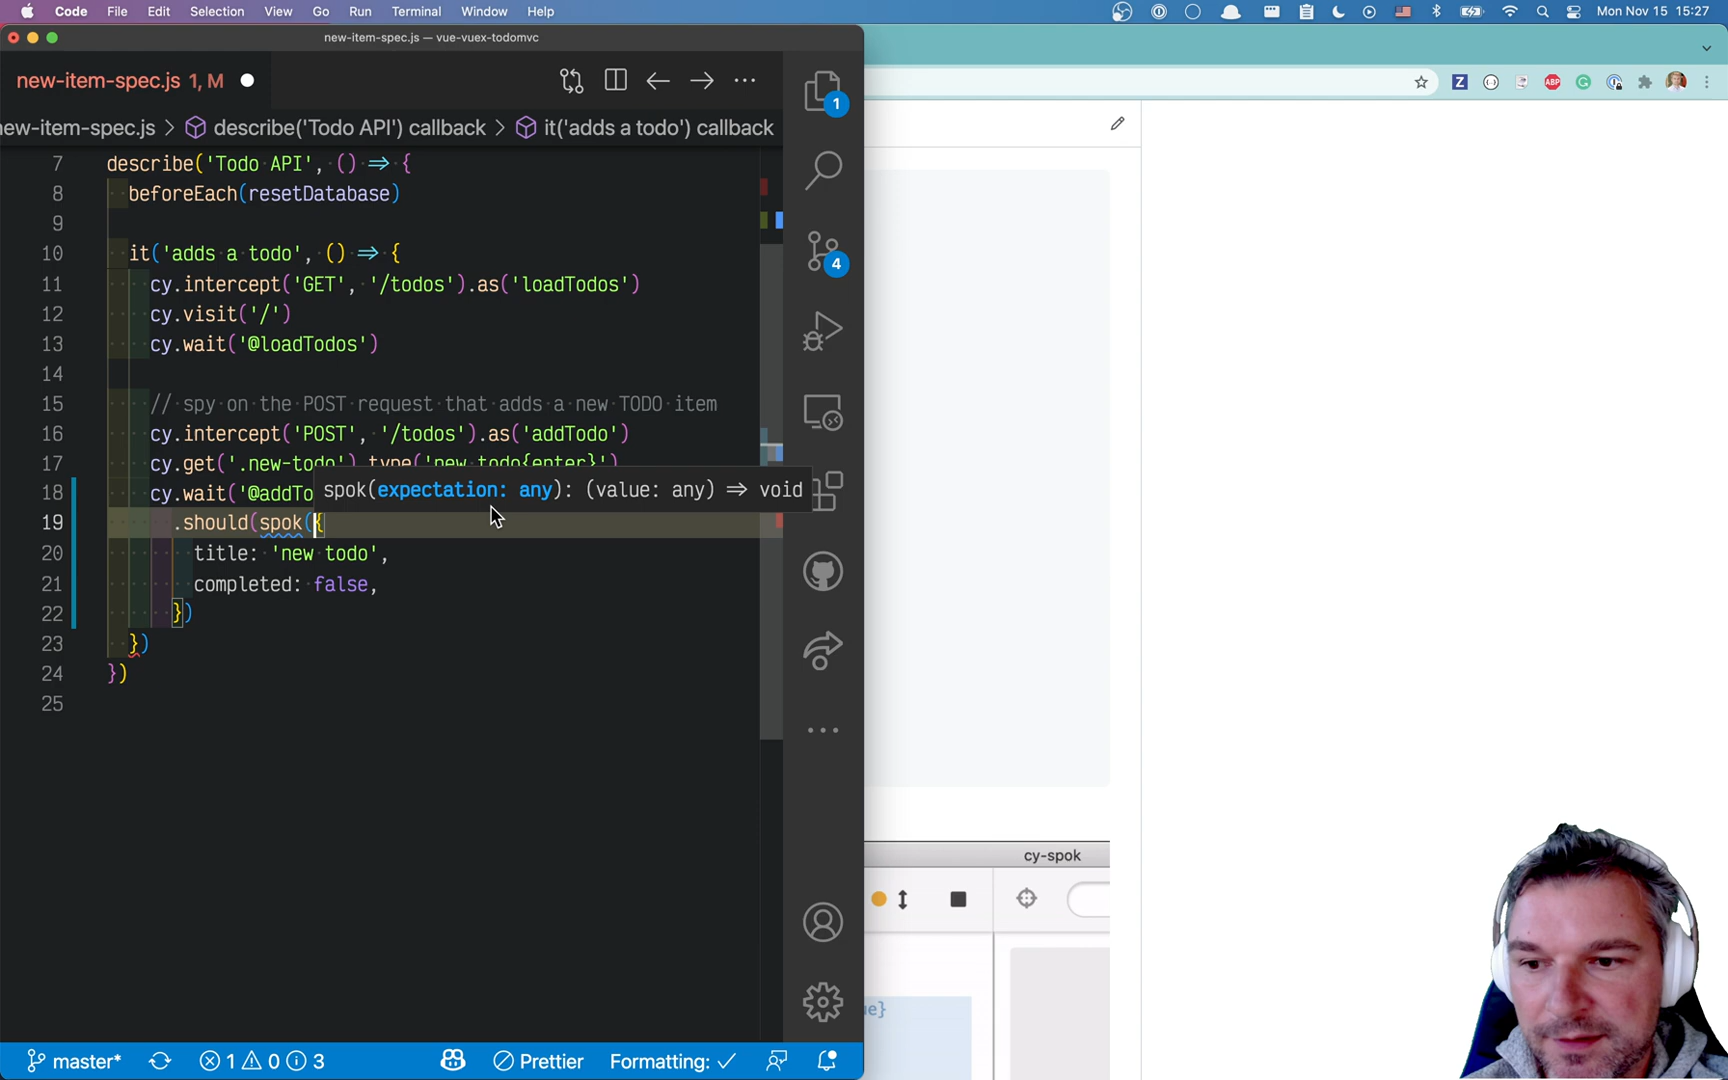 Code File Edit Selection View Go Run Terminal Window Help Mon Nov 15 15:27
new-item-spec.js — vue-vuex-todomvc
new-item-spec.js 1, M
new-item-spec.js > describe('Todo API') callback > it('adds a todo') callback
7 describe('Todo API', () => {
8 beforeEach(resetDatabase)
9
10 it('adds a todo', () => {
11 cy.intercept('GET', '/todos').as('loadTodos')
12 cy.visit('/')
13 cy.wait('@loadTodos')
14
15 // spy on the POST request that adds a new TODO item
16 cy.intercept('POST', '/todos').as('addTodo')
17 cy.get('.new-todo').type('new todo{enter}')
spok(expectation: any): (value: any) => void
18 cy.wait('@addTo
19 .should(spok({
20 title: 'new todo',
21 completed: false,
22 })
23 })
24 })
25
1
4
Z
ABP
cy-spok
ue}
master* 1 0 3 Prettier Formatting: ✓